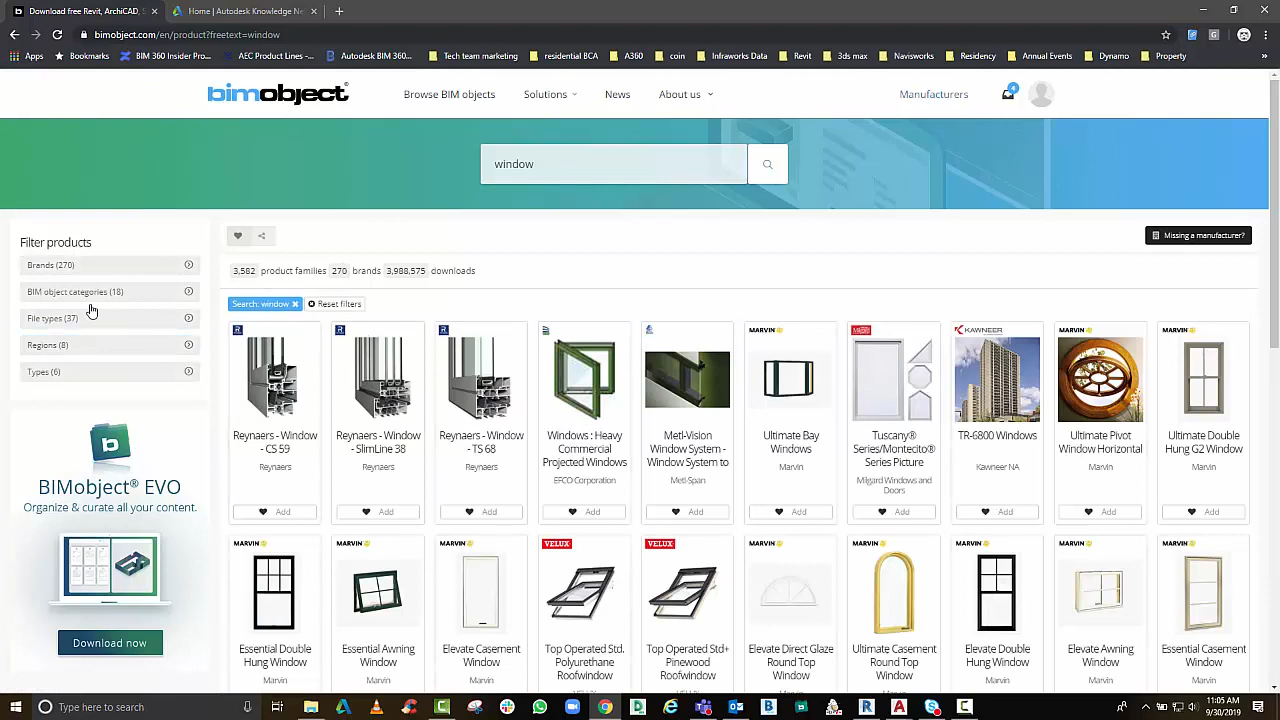 Download free Revit, ArchiCAD, S
Home | Autodesk Knowledge Ne
bimobject.com/en/product?freetext=window
Apps
Bookmarks
BIM 360 Insider Pro...
AEC Product Lines -...
Autodesk BIM 360...
Tech team marketing
residential BCA
A360
coin
Infraworks Data
Revit
3ds max
Navisworks
Residency
Annual Events
Dynamo
Property
»
bimobject®
Browse BIM objects
Solutions
News
About us
Manufacturers
4
window
Filter products
Brands (270)
BIM object categories (18)
File types (37)
Regions (8)
Types (6)
Missing a manufacturer?
3,582 product families 270 brands 3,988,575 downloads
Search: window ×
Reset filters
MARVIN
KAWNEER
MARVIN
MARVIN
Reynaers - Window - CS 59
Reynaers
Add
Reynaers - Window - SlimLine 38
Reynaers
Add
Reynaers - Window - TS 68
Reynaers
Add
Windows : Heavy Commercial Projected Windows
EFCO Corporation
Add
Metl-Vision Window System - Window System to
Metl-Span
Add
Ultimate Bay Windows
Marvin
Add
Tuscany® Series/Montecito® Series Picture
Milgard Windows and Doors
Add
TR-6800 Windows
Kawneer NA
Add
Ultimate Pivot Window Horizontal
Marvin
Add
Ultimate Double Hung G2 Window
Marvin
Add
MARVIN
MARVIN
MARVIN
VELUX
VELUX
MARVIN
MARVIN
MARVIN
MARVIN
MARVIN
Essential Double Hung Window
Marvin
Essential Awning Window
Marvin
Elevate Casement Window
Marvin
Top Operated Std. Polyurethane Roofwindow
Top Operated Std+ Pinewood Roofwindow
Elevate Direct Glaze Round Top Window
Ultimate Casement Round Top Window
Elevate Double Hung Window
Marvin
Elevate Awning Window
Marvin
Essential Casement Window
Marvin
BIMobject® EVO
Organize & curate all your content.
Download now
Type here to search
11:05 AM
9/30/2019